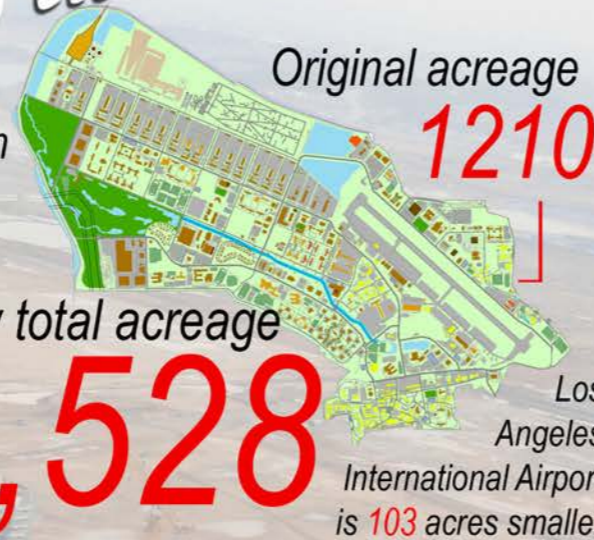 Original acreage
1210
total acreage
,528
Los
Angeles
International Airpor
is 103 acres smalle